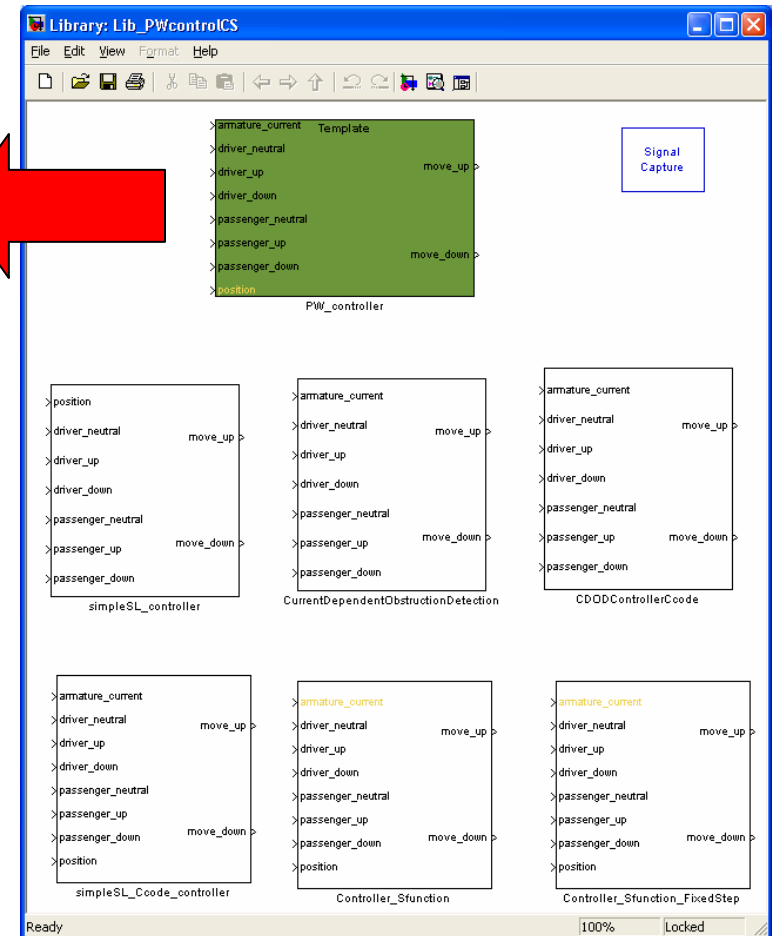 Library: Lib_PWcontrolCS
File Edit View Format Help
armature_current Template
driver_neutral
driver_up
driver_down
passenger_neutral
passenger_up
passenger_down
position
move_up
move_down
PW_controller
Signal
Capture
position
driver_neutral
driver_up
driver_down
passenger_neutral
passenger_up
passenger_down
move_up
move_down
simpleSL_controller
armature_current
driver_neutral
driver_up
driver_down
passenger_neutral
passenger_up
passenger_down
move_up
move_down
CurrentDependentObstructionDetection
armature_current
driver_neutral
driver_up
driver_down
passenger_neutral
passenger_up
passenger_down
move_up
move_down
CDODControllerCcode
armature_current
driver_neutral
driver_up
driver_down
passenger_neutral
passenger_up
passenger_down
position
move_up
move_down
simpleSL_Ccode_controller
armature_current
driver_neutral
driver_up
driver_down
passenger_neutral
passenger_up
passenger_down
position
move_up
move_down
Controller_Sfunction
armature_current
driver_neutral
driver_up
driver_down
passenger_neutral
passenger_up
passenger_down
position
move_up
move_down
Controller_Sfunction_FixedStep
Ready 100% Locked